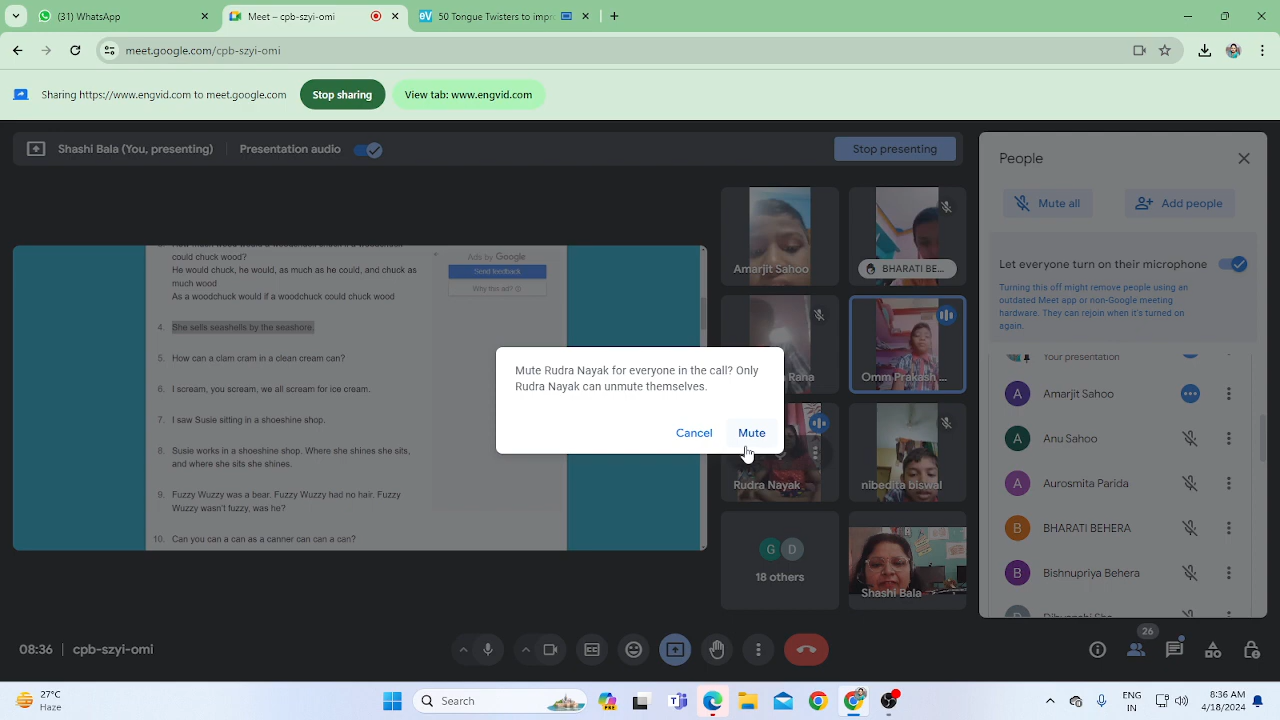 (31) WhatsApp
Meet – cpb-szyi-omi
50 Tongue Twisters to impro
meet.google.com/cpb-szyi-omi
Sharing https://www.engvid.com to meet.google.com
Stop sharing
View tab: www.engvid.com
Shashi Bala (You, presenting)
Presentation audio
Stop presenting
could chuck wood?
He would chuck, he would, as much as he could, and chuck as
much wood
As a woodchuck would if a woodchuck could chuck wood
4. She sells seashells by the seashore.
5. How can a clam cram in a clean cream can?
6. I scream, you scream, we all scream for ice cream.
7. I saw Susie sitting in a shoeshine shop.
8. Susie works in a shoeshine shop. Where she shines she sits,
and where she sits she shines.
9. Fuzzy Wuzzy was a bear. Fuzzy Wuzzy had no hair. Fuzzy
Wuzzy wasn't fuzzy, was he?
10. Can you can a can as a canner can can a can?
Ads by Google
Send feedback
Why this ad?
Amarjit Sahoo
BHARATI BE...
Rana
Omm Prakash ...
Rudra Nayak
nibedita biswal
G
D
18 others
Shashi Bala
Mute Rudra Nayak for everyone in the call? Only
Rudra Nayak can unmute themselves.
Cancel
Mute
People
Mute all
Add people
Let everyone turn on their microphone
Turning this off might remove people using an
outdated Meet app or non-Google meeting
hardware. They can rejoin when it's turned on
again.
Your presentation
A
Amarjit Sahoo
A
Anu Sahoo
A
Aurosmita Parida
B
BHARATI BEHERA
B
Bishnupriya Behera
08:36 | cpb-szyi-omi
26
27°C
Haze
Search
ENG
IN
8:36 AM
4/18/2024